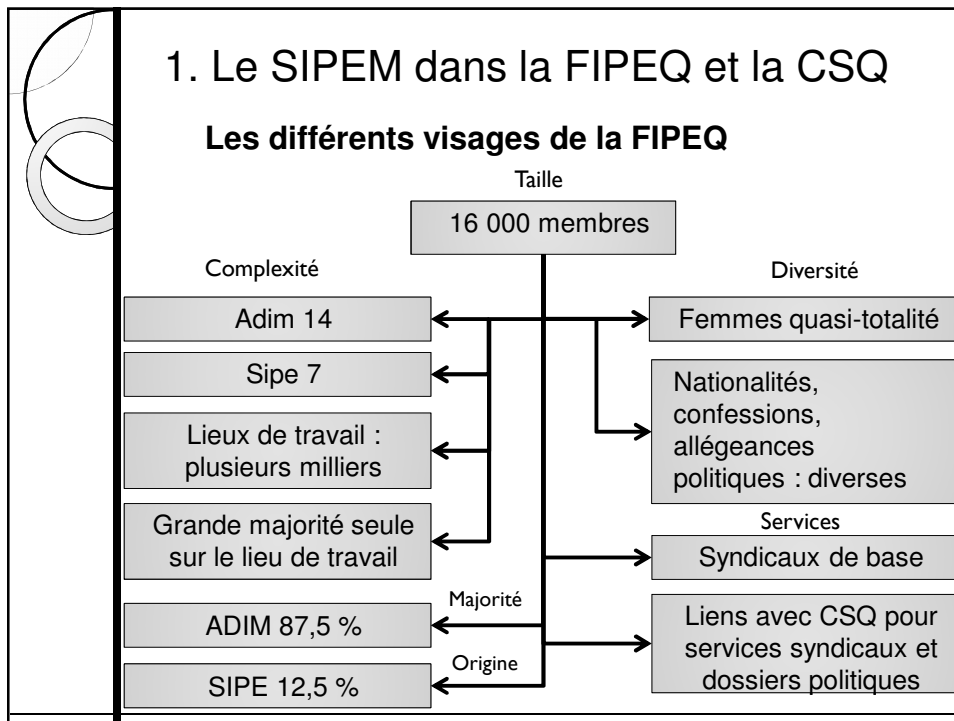 1. Le SIPEM dans la FIPEQ et la CSQ
Les différents visages de la FIPEQ
Taille
16 000 membres
Complexité
Adim 14
Sipe 7
Lieux de travail :
plusieurs milliers
Grande majorité seule
sur le lieu de travail
Majorité
ADIM 87,5 %
Origine
SIPE 12,5 %
Diversité
Femmes quasi-totalité
Nationalités,
confessions,
allégeances
politiques : diverses
Services
Syndicaux de base
Liens avec CSQ pour
services syndicaux et
dossiers politiques